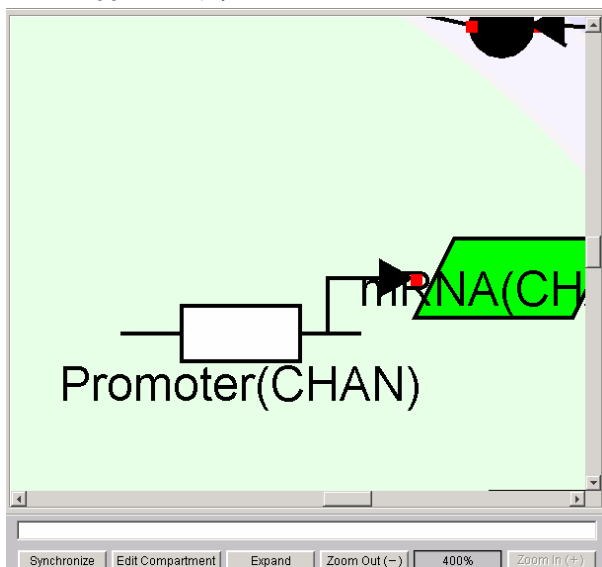 mRNA(CH
Promoter(CHAN)
Synchronize Edit Compartment Expand Zoom Out (-) 400% Zoom In (+)